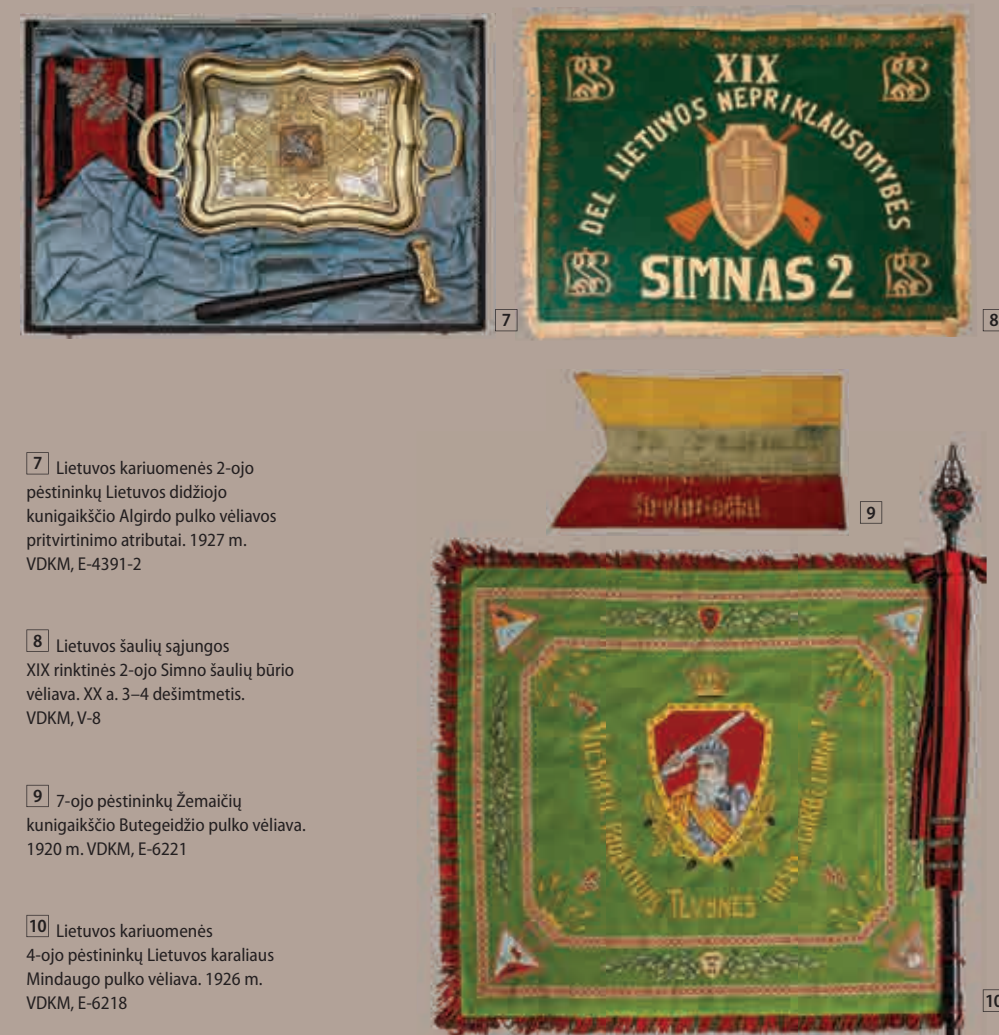 7
XIX
DEL LIETUVOS NEPRIKLAUSOMYBĖS
SIMNAS 2
8
9
7 Lietuvos kariuomenės 2-ojo
pėstininkų Lietuvos didžiojo
kunigaikščio Algirdo pulko vėliavos
pritvirtinimo atributai. 1927 m.
VDKM, E-4391-2
8 Lietuvos šaulių sąjungos
XIX rinktinės 2-ojo Simno šaulių būrio
vėliava. XX a. 3–4 dešimtmetis.
VDKM, V-8
9 7-ojo pėstininkų Žemaičių
kunigaikščio Butegeidžio pulko vėliava.
1920 m. VDKM, E-6221
10 Lietuvos kariuomenės
4-ojo pėstininkų Lietuvos karaliaus
Mindaugo pulko vėliava. 1926 m.
VDKM, E-6218
TĖVYNĖS
10